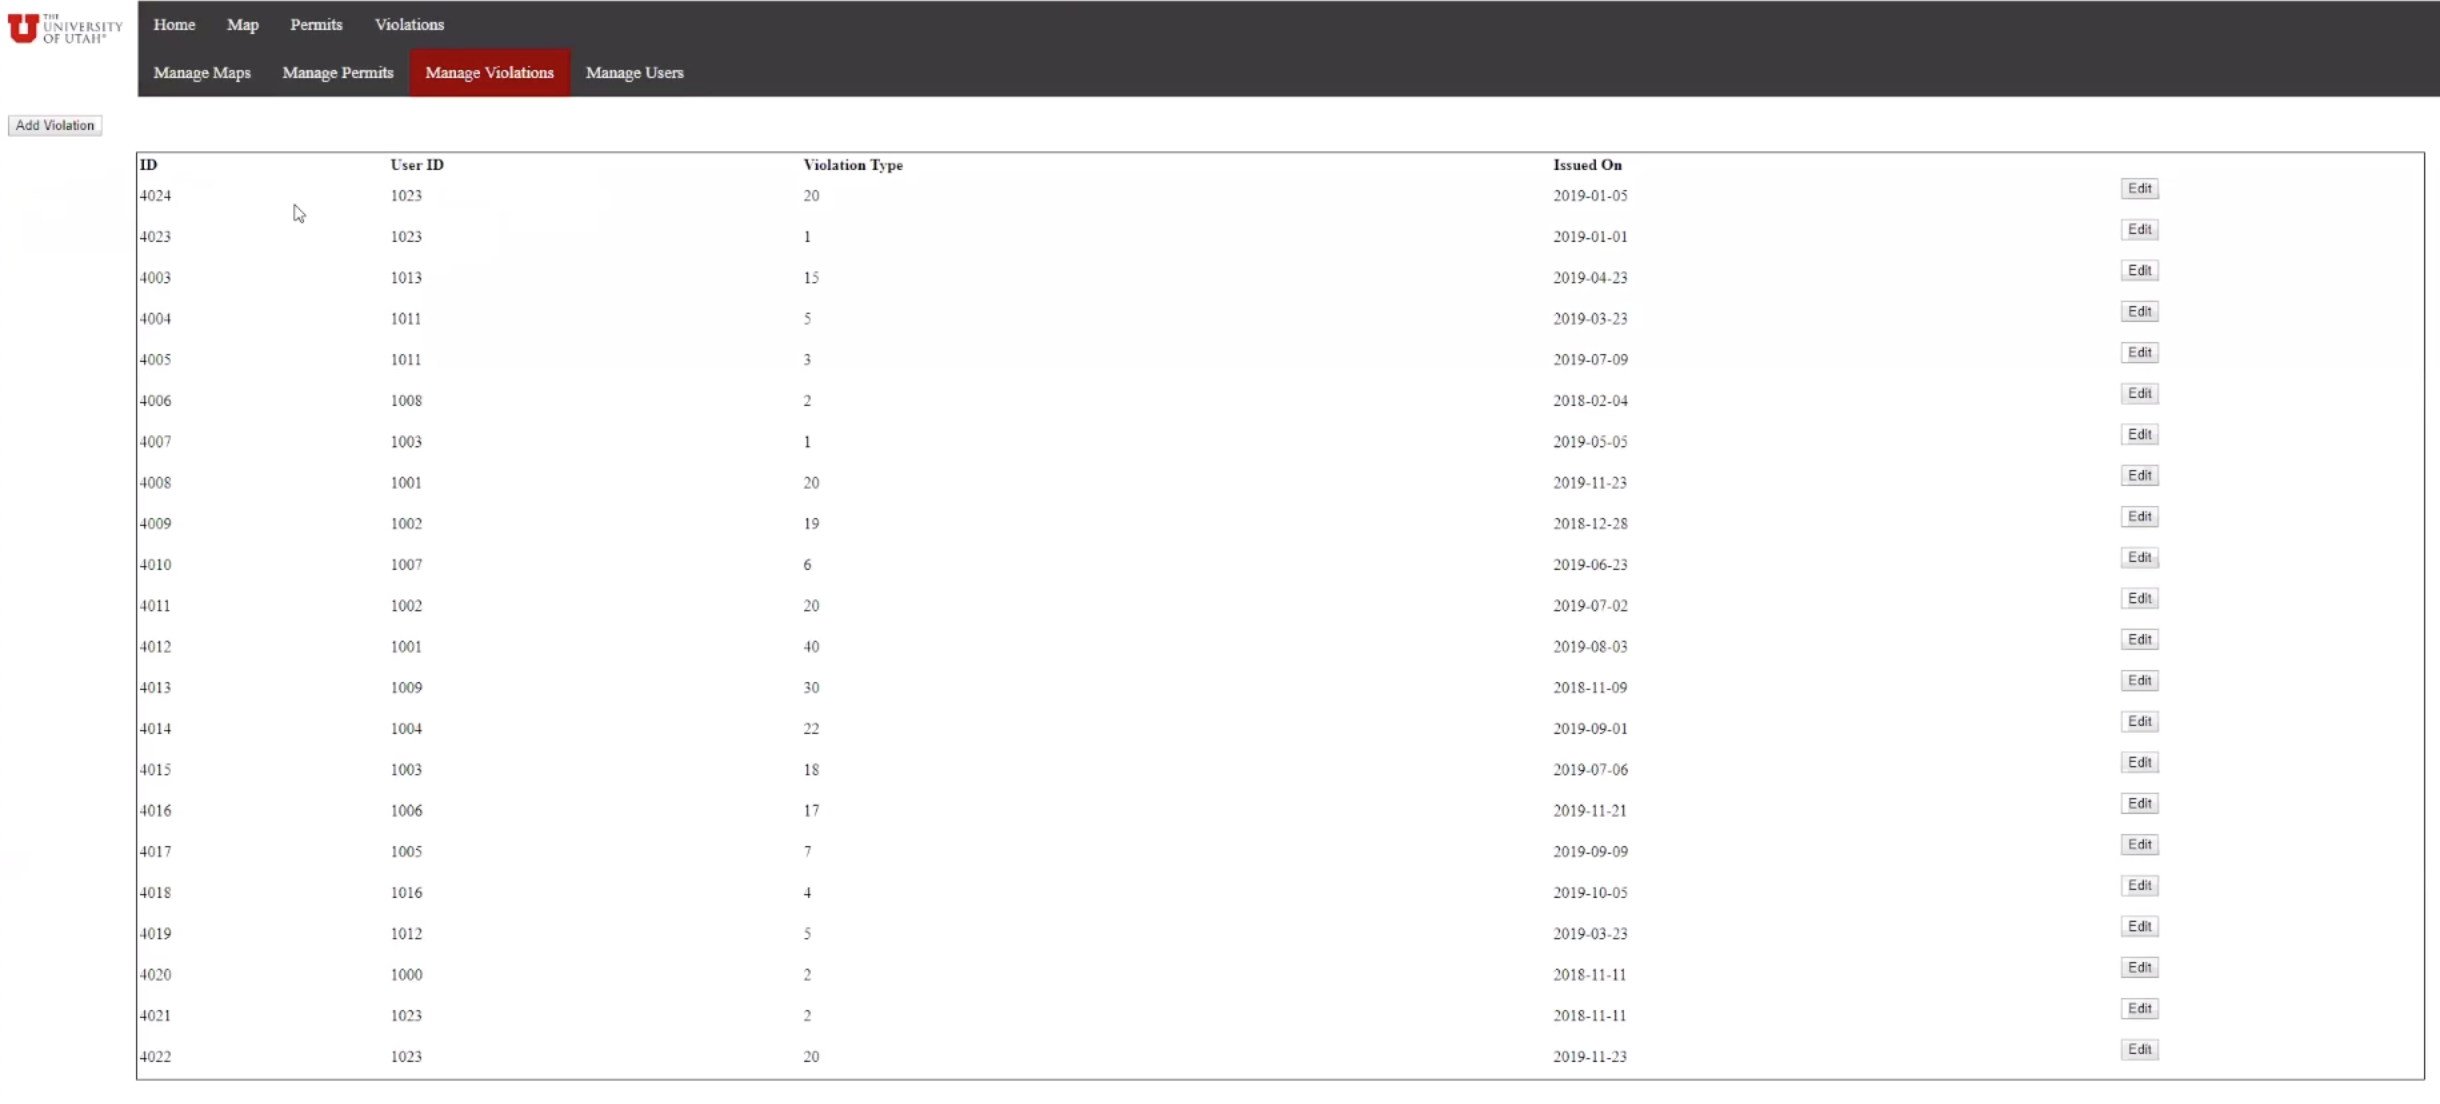 THE
UNIVERSITY
OF UTAH®
Home Map Permits Violations
Manage Maps Manage Permits Manage Violations Manage Users
Add Violation
ID User ID Violation Type Issued On
4024 1023 20 2019-01-05 Edit
4023 1023 1 2019-01-01 Edit
4003 1013 15 2019-04-23 Edit
4004 1011 5 2019-03-23 Edit
4005 1011 3 2019-07-09 Edit
4006 1008 2 2018-02-04 Edit
4007 1003 1 2019-05-05 Edit
4008 1001 20 2019-11-23 Edit
4009 1002 19 2018-12-28 Edit
4010 1007 6 2019-06-23 Edit
4011 1002 20 2019-07-02 Edit
4012 1001 40 2019-08-03 Edit
4013 1009 30 2018-11-09 Edit
4014 1004 22 2019-09-01 Edit
4015 1003 18 2019-07-06 Edit
4016 1006 17 2019-11-21 Edit
4017 1005 7 2019-09-09 Edit
4018 1016 4 2019-10-05 Edit
4019 1012 5 2019-03-23 Edit
4020 1000 2 2018-11-11 Edit
4021 1023 2 2018-11-11 Edit
4022 1023 20 2019-11-23 Edit